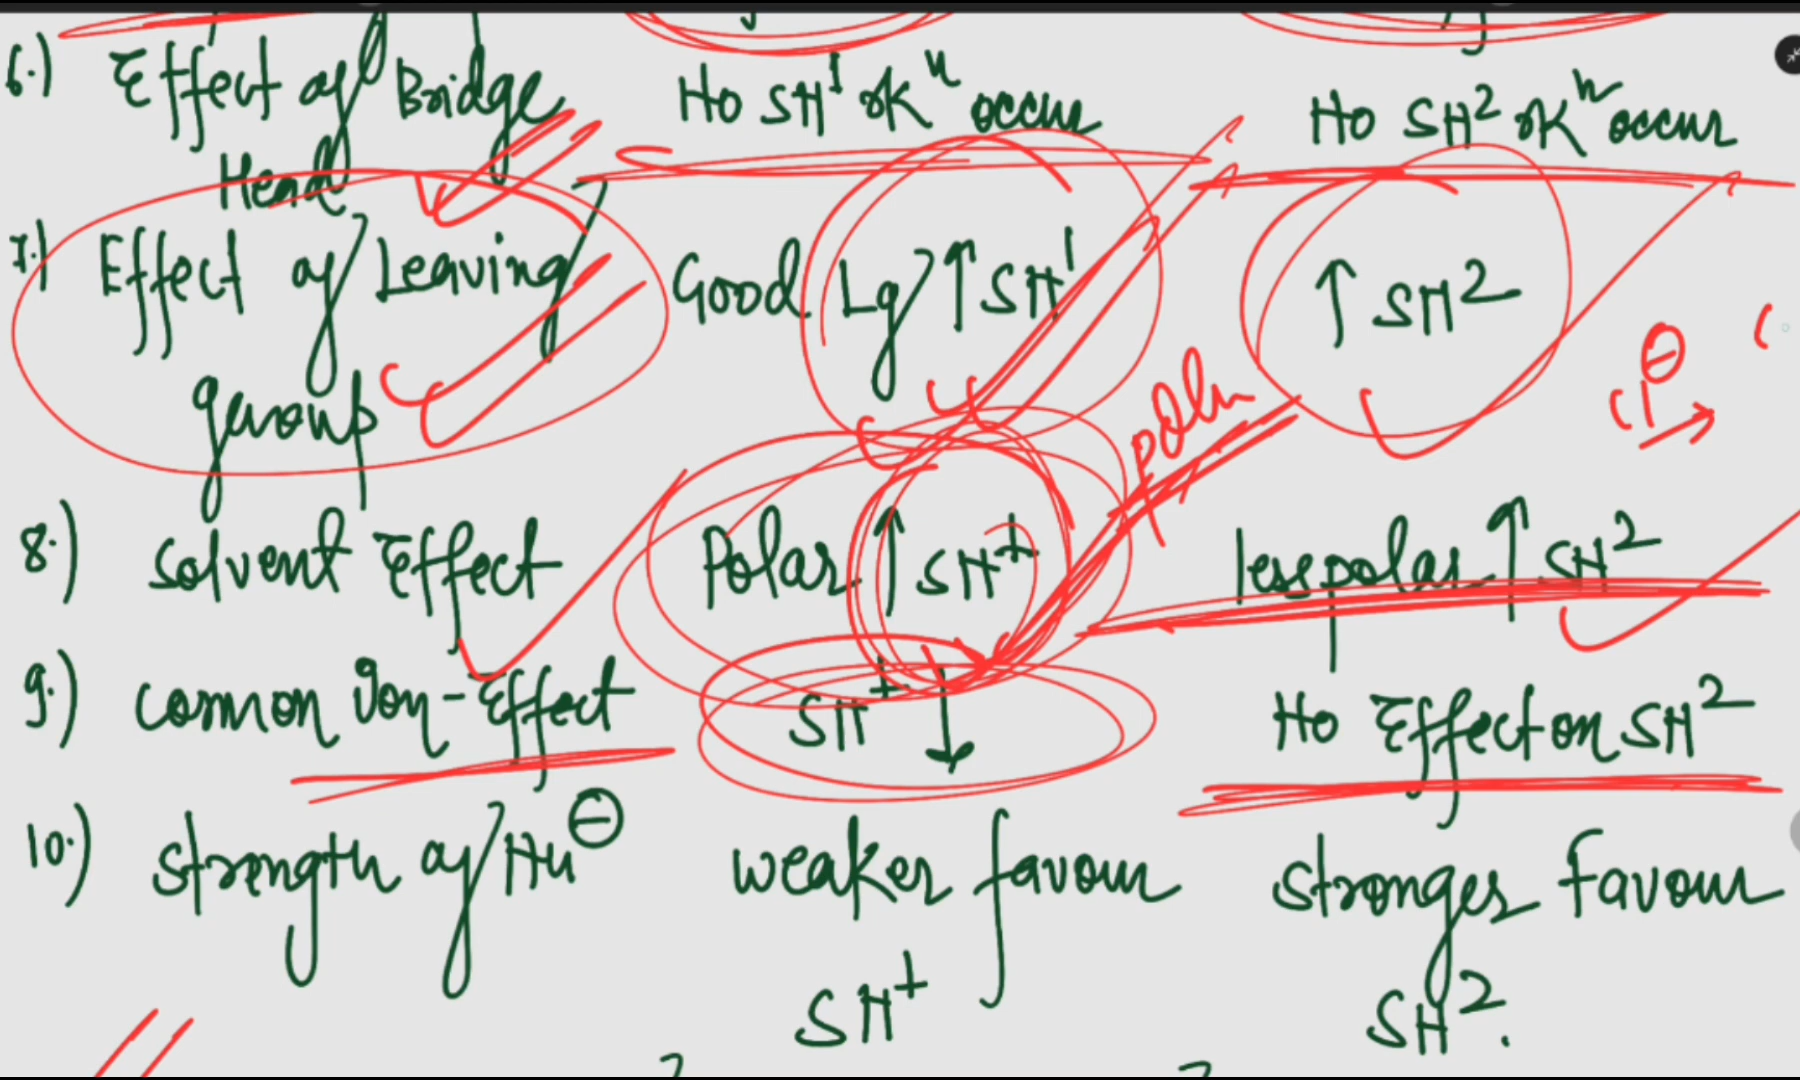 6.) Effect of Bridge Head No SN¹ rxⁿ occur No SN² rxⁿ occur
7.) Effect of Leaving group Good Lg ↑ SN¹ ↑ SN²
polar
8.) solvent Effect Polar ↑ SN¹ less polar ↑ SN²
9.) common Ion-Effect SN¹ ↓ No Effect on SN²
10.) strength of Nu⊖ weaker favour SN¹ stronger favour SN².